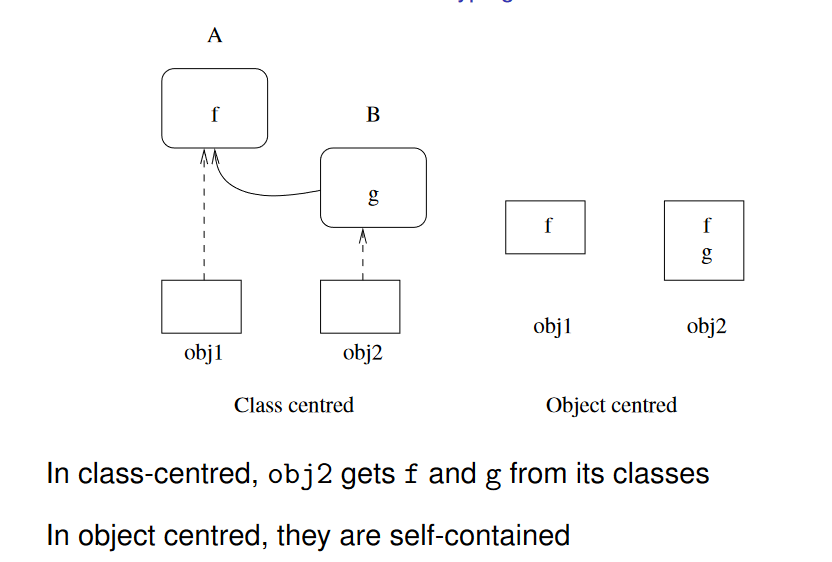 A
f
B
g
f
f
g
obj1
obj2
obj1
obj2
Class centred
Object centred
In class-centred, obj2 gets f and g from its classes
In object centred, they are self-contained